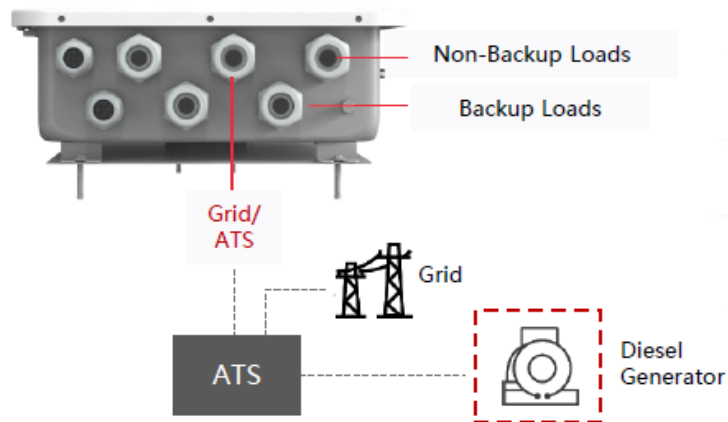 Non-Backup Loads
Backup Loads
Grid/
ATS
Grid
ATS
Diesel
Generator